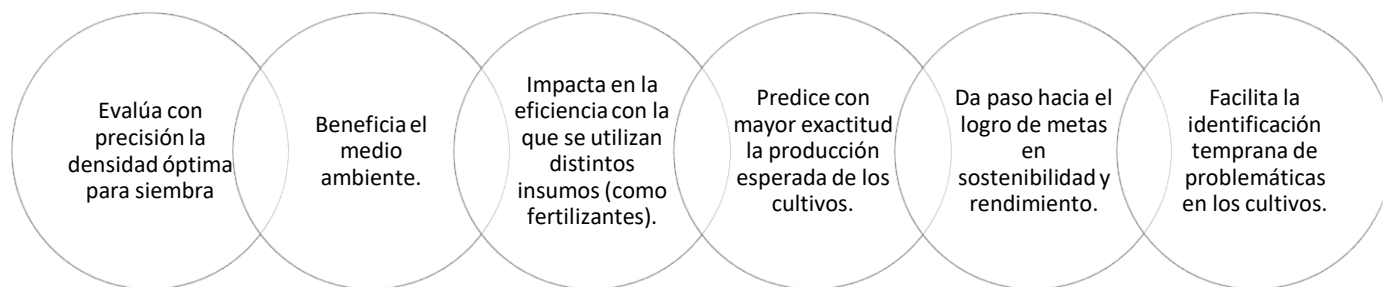 Evalúa con
precisión la
densidad óptima
para siembra
Beneficia el
medio
ambiente.
Impacta en la
eficiencia con la
que se utilizan
distintos
insumos (como
fertilizantes).
Predice con
mayor exactitud
la producción
esperada de los
cultivos.
Da paso hacia el
logro de metas
en
sostenibilidad y
rendimiento.
Facilita la
identificación
temprana de
problemáticas
en los cultivos.